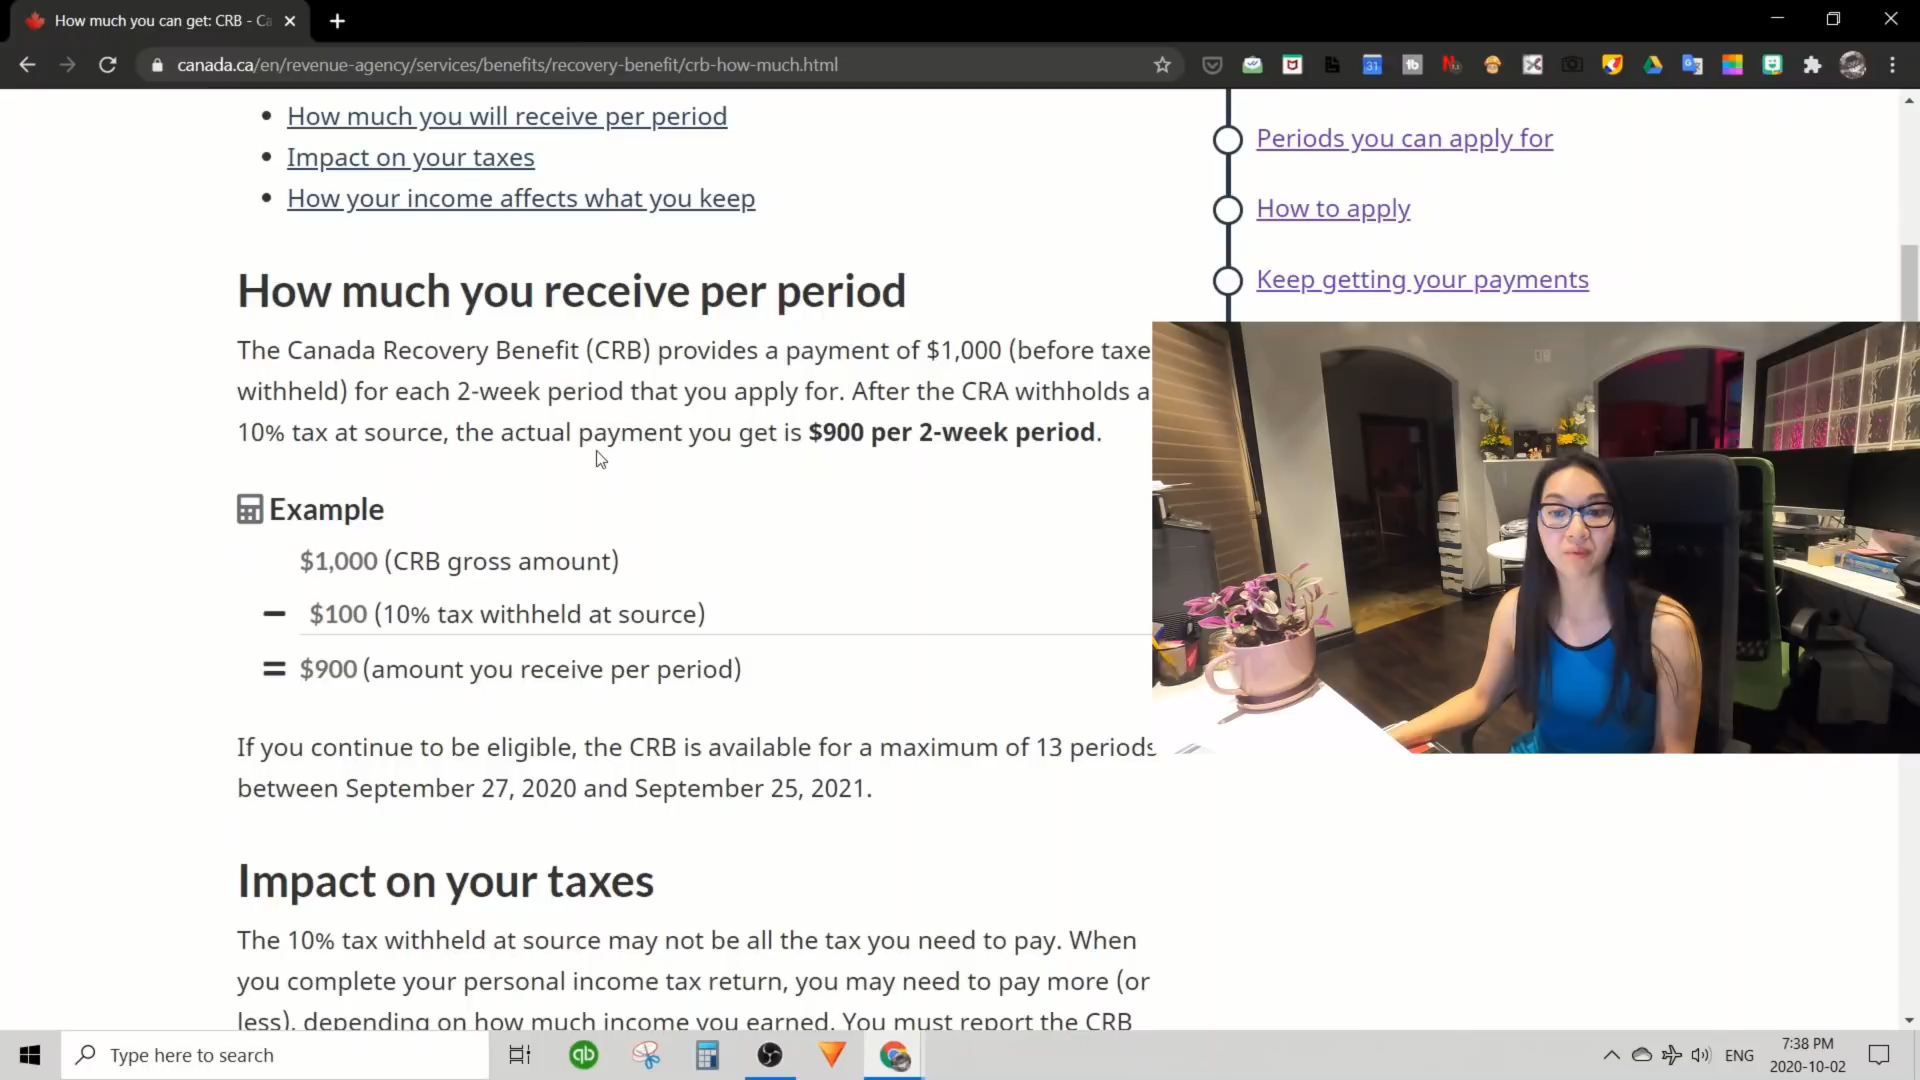 How much you can get: CRB - Ca
canada.ca/en/revenue-agency/services/benefits/recovery-benefit/crb-how-much.html
31
tb
How much you will receive per period
Impact on your taxes
How your income affects what you keep
Periods you can apply for
How to apply
Keep getting your payments
How much you receive per period
The Canada Recovery Benefit (CRB) provides a payment of $1,000 (before taxe
withheld) for each 2-week period that you apply for. After the CRA withholds a
10% tax at source, the actual payment you get is $900 per 2-week period.
Example
$1,000 (CRB gross amount)
− $100 (10% tax withheld at source)
= $900 (amount you receive per period)
If you continue to be eligible, the CRB is available for a maximum of 13 periods
between September 27, 2020 and September 25, 2021.
Impact on your taxes
The 10% tax withheld at source may not be all the tax you need to pay. When
you complete your personal income tax return, you may need to pay more (or
less), depending on how much income you earned. You must report the CRB
Type here to search
qb
ENG
7:38 PM
2020-10-02